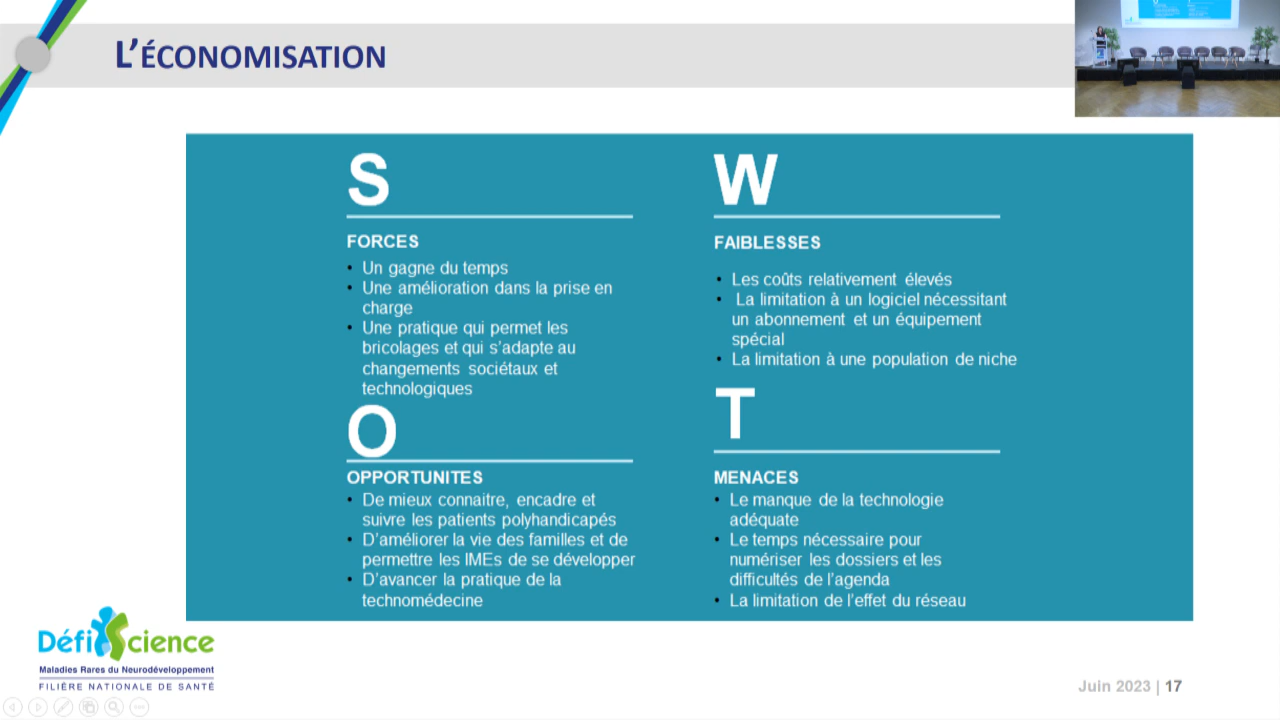 L'ÉCONOMISATION
S
FORCES
• Un gagne du temps
• Une amélioration dans la prise en
charge
• Une pratique qui permet les
bricolages et qui s'adapte au
changements sociétaux et
technologiques
W
FAIBLESSES
• Les coûts relativement élevés
• La limitation à un logiciel nécessitant
un abonnement et un équipement
spécial
• La limitation à une population de niche
O
OPPORTUNITES
• De mieux connaitre, encadre et
suivre les patients polyhandicapés
• D'améliorer la vie des familles et de
permettre les IMEs de se développer
• D'avancer la pratique de la
technomédecine
T
MENACES
• Le manque de la technologie
adéquate
• Le temps nécessaire pour
numériser les dossiers et les
difficultés de l'agenda
• La limitation de l'effet du réseau
DéfiScience
Maladies Rares du Neurodéveloppement
FILIÈRE NATIONALE DE SANTÉ
Juin 2023 | 17